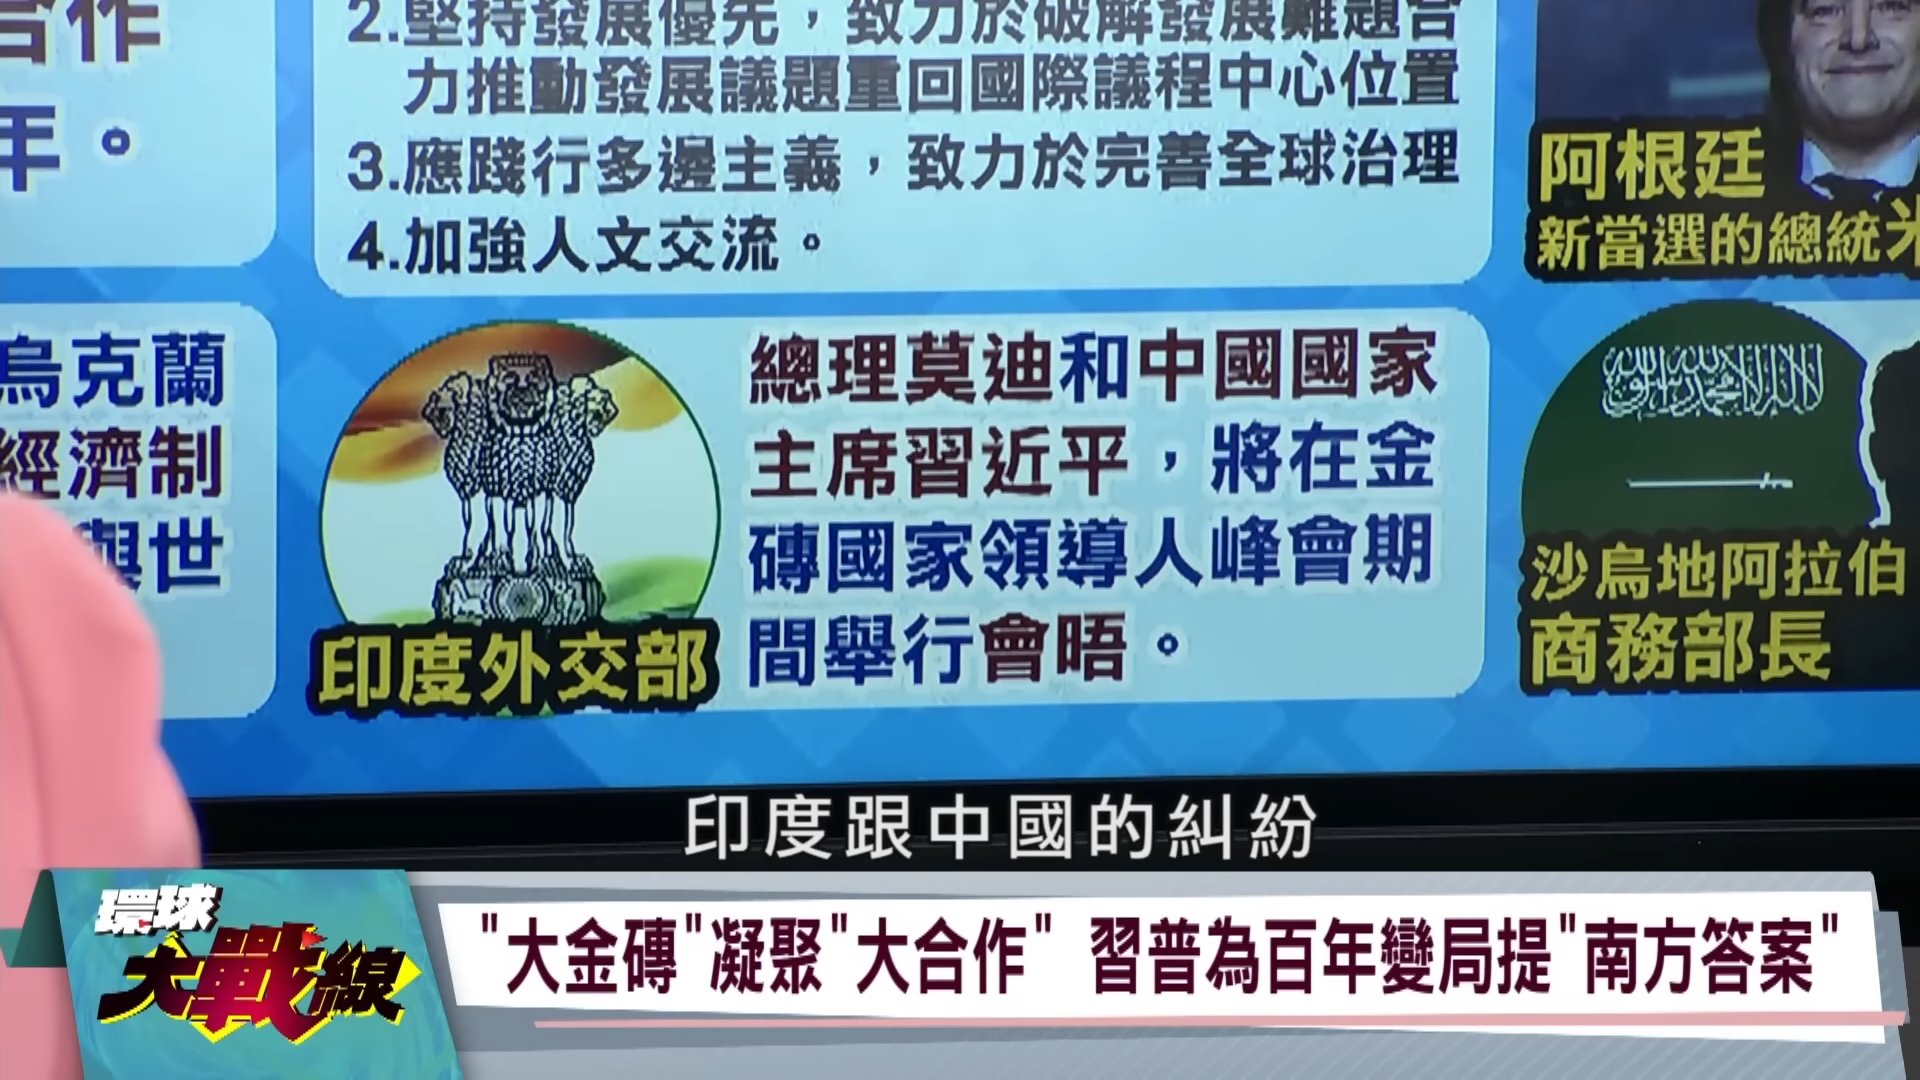 合作
年。
2.堅持發展優先，致力於破解發展難題合
力推動發展議題重回國際議程中心位置
3.應踐行多邊主義，致力於完善全球治理
4.加強人文交流。
阿根廷
新當選的總統米
烏克蘭
經濟制
與世
總理莫迪和中國國家
主席習近平，將在金
磚國家領導人峰會期
間舉行會晤。
印度外交部
沙烏地阿拉伯
商務部長
印度跟中國的糾紛
環球
大戰線
"大金磚"凝聚"大合作" 習普為百年變局提"南方答案"